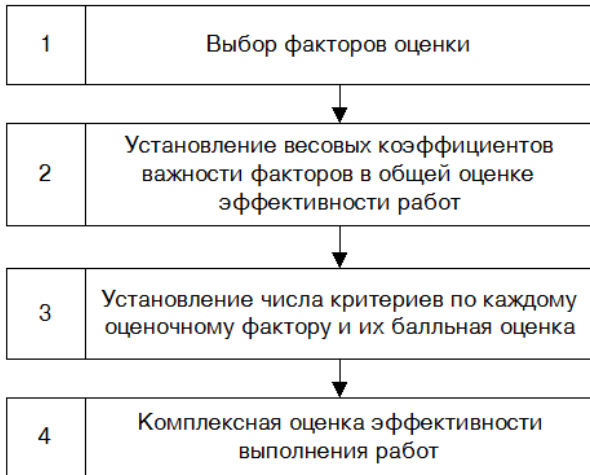 1
Выбор факторов оценки
2
Установление весовых коэффициентов
важности факторов в общей оценке
эффективности работ
3
Установление числа критериев по каждому
оценочному фактору и их балльная оценка
4
Комплексная оценка эффективности
выполнения работ